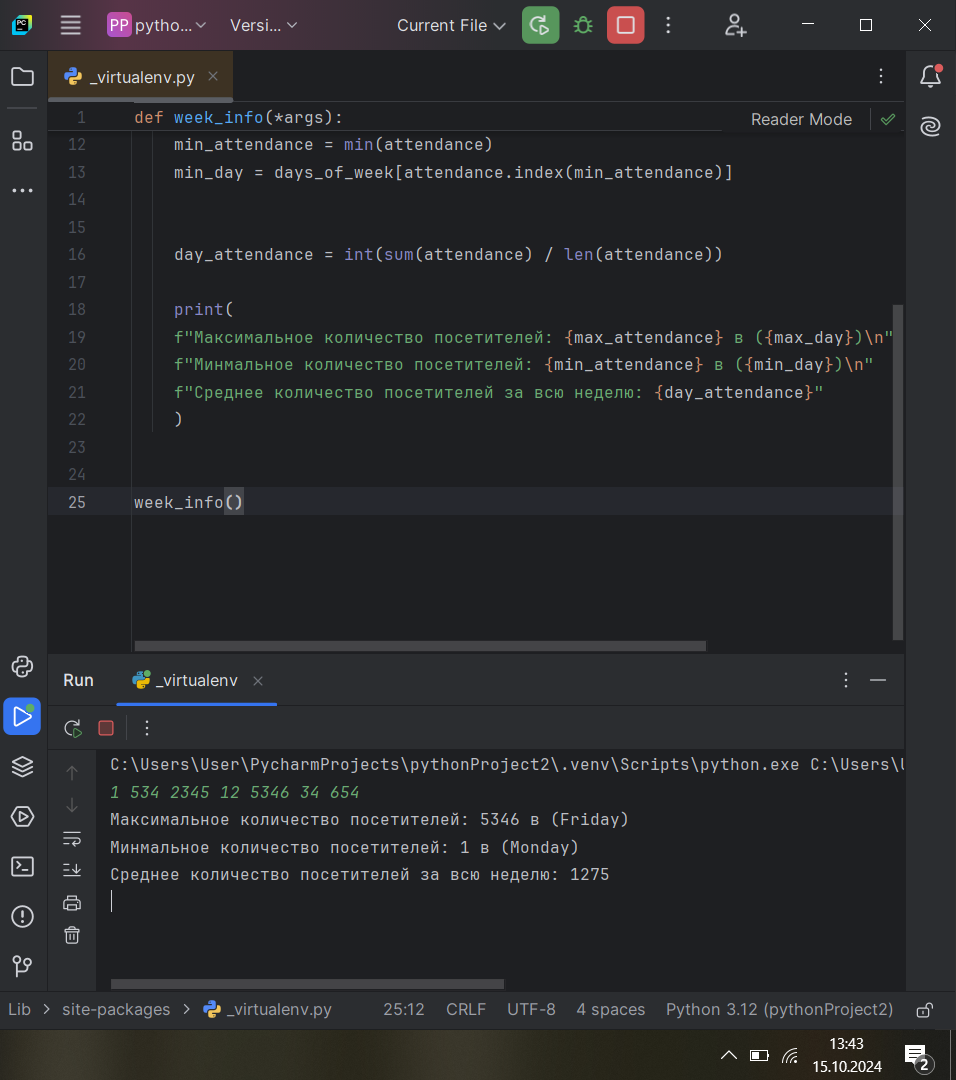 PC
PP pytho...
Versi...
Current File
_virtualenv.py
1 def week_info(*args):
Reader Mode
12 min_attendance = min(attendance)
13 min_day = days_of_week[attendance.index(min_attendance)]
14
15
16 day_attendance = int(sum(attendance) / len(attendance))
17
18 print(
19 f"Максимальное количество посетителей: {max_attendance} в ({max_day})\n"
20 f"Минмальное количество посетителей: {min_attendance} в ({min_day})\n"
21 f"Среднее количество посетителей за всю неделю: {day_attendance}"
22 )
23
24
25 week_info()
Run
_virtualenv
C:\Users\User\PycharmProjects\pythonProject2\.venv\Scripts\python.exe C:\Users\
1 534 2345 12 5346 34 654
Максимальное количество посетителей: 5346 в (Friday)
Минмальное количество посетителей: 1 в (Monday)
Среднее количество посетителей за всю неделю: 1275
Lib > site-packages > _virtualenv.py 25:12 CRLF UTF-8 4 spaces Python 3.12 (pythonProject2)
13:43
15.10.2024
2